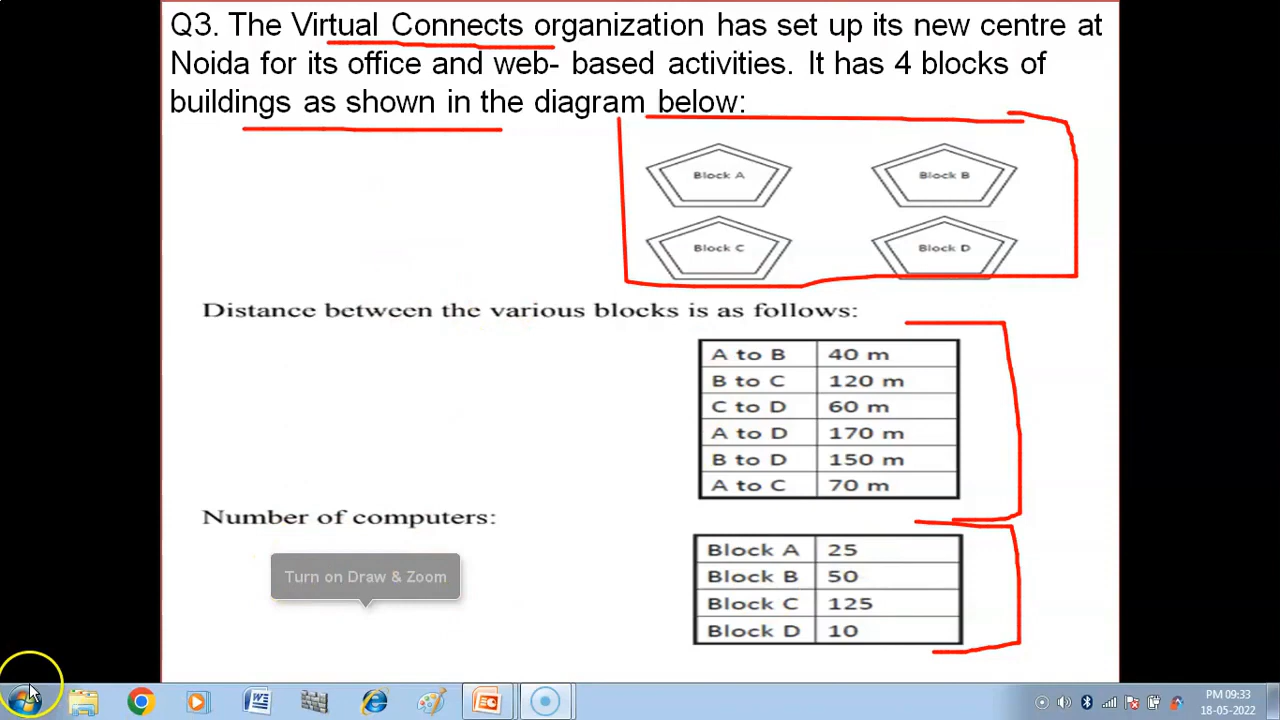 Q3. The Virtual Connects organization has set up its new centre at
Noida for its office and web- based activities. It has 4 blocks of
buildings as shown in the diagram below:
Block A
Block B
Block C
Block D
Distance between the various blocks is as follows:
A to B 40 m
B to C 120 m
C to D 60 m
A to D 170 m
B to D 150 m
A to C 70 m
Number of computers:
Block A 25
Block B 50
Block C 125
Block D 10
Turn on Draw & Zoom
PM 09:33
18-05-2022